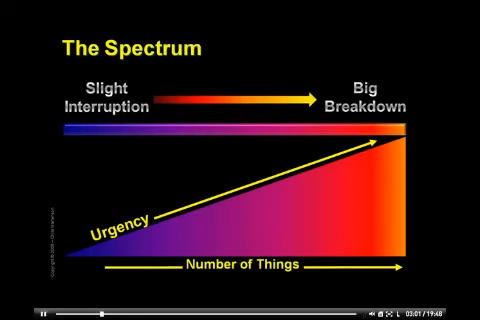 The Spectrum
Slight
Interruption
Big
Breakdown
Urgency
Number of Things
03:01 / 19:48